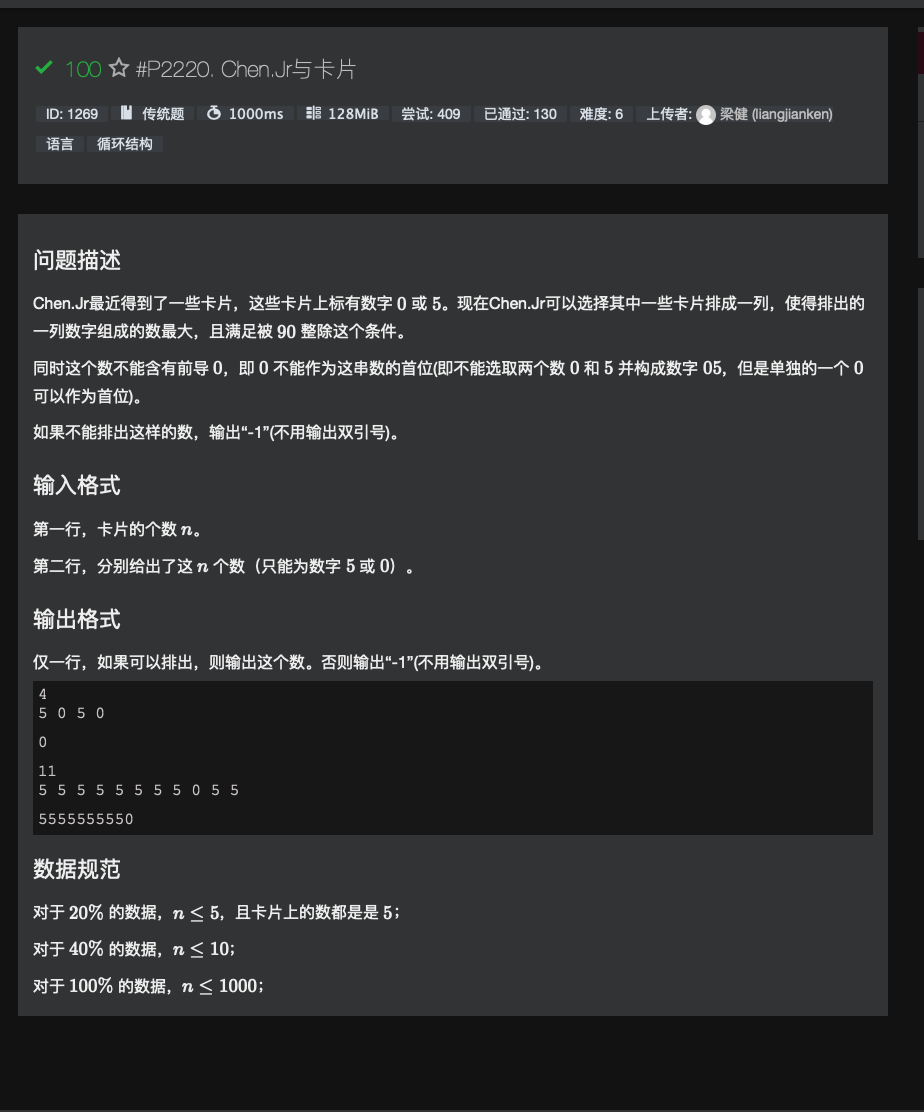 100 #P2220. Chen.Jr与卡片
ID: 1269 传统题 1000ms 128MiB 尝试: 409 已通过: 130 难度: 6 上传者: 梁健 (liangjianken)
语言 循环结构
问题描述
Chen.Jr最近得到了一些卡片，这些卡片上标有数字 0 或 5。现在Chen.Jr可以选择其中一些卡片排成一列，使得排出的
一列数字组成的数最大，且满足被 90 整除这个条件。
同时这个数不能含有前导 0，即 0 不能作为这串数的首位(即不能选取两个数 0 和 5 并构成数字 05，但是单独的一个 0
可以作为首位)。
如果不能排出这样的数，输出“-1”(不用输出双引号)。
输入格式
第一行，卡片的个数 n。
第二行，分别给出了这 n 个数（只能为数字 5 或 0）。
输出格式
仅一行，如果可以排出，则输出这个数。否则输出“-1”(不用输出双引号)。
4
5 0 5 0
0
11
5 5 5 5 5 5 5 5 0 5 5
5555555550
数据规范
对于 20% 的数据，n ≤ 5，且卡片上的数都是是 5；
对于 40% 的数据，n ≤ 10；
对于 100% 的数据，n ≤ 1000；